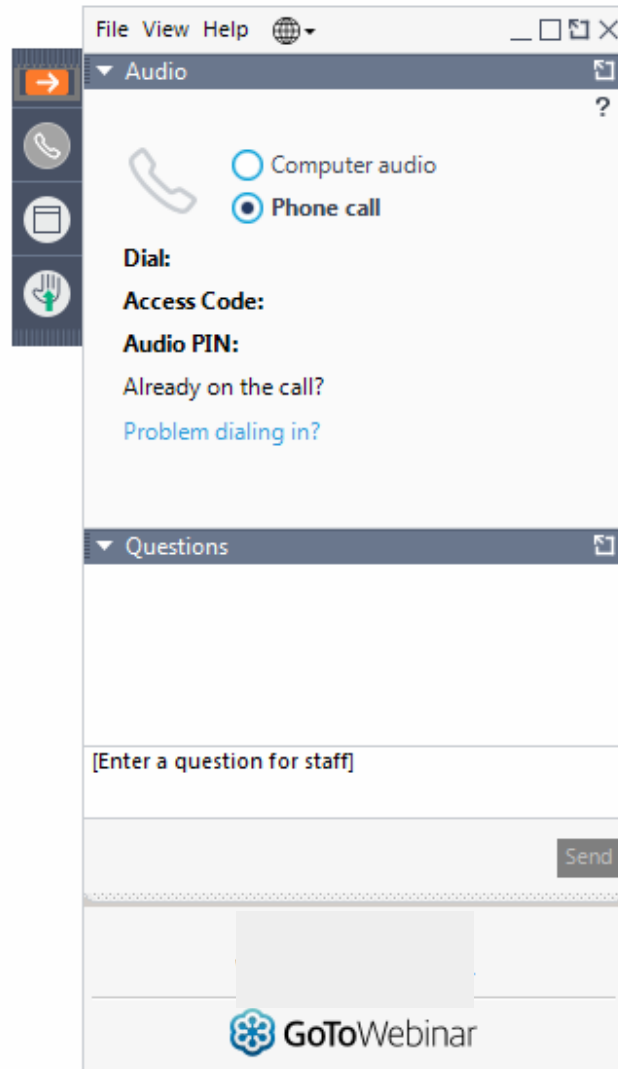 File View Help
Audio
?
Computer audio
Phone call
Dial:
Access Code:
Audio PIN:
Already on the call?
Problem dialing in?
Questions
[Enter a question for staff]
Send
GoToWebinar